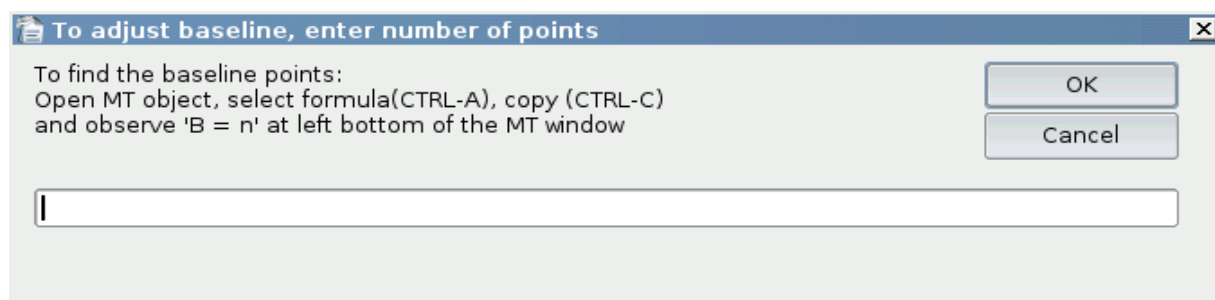 To adjust baseline, enter number of points
To find the baseline points:
Open MT object, select formula(CTRL-A), copy (CTRL-C)
and observe 'B = n' at left bottom of the MT window
OK
Cancel